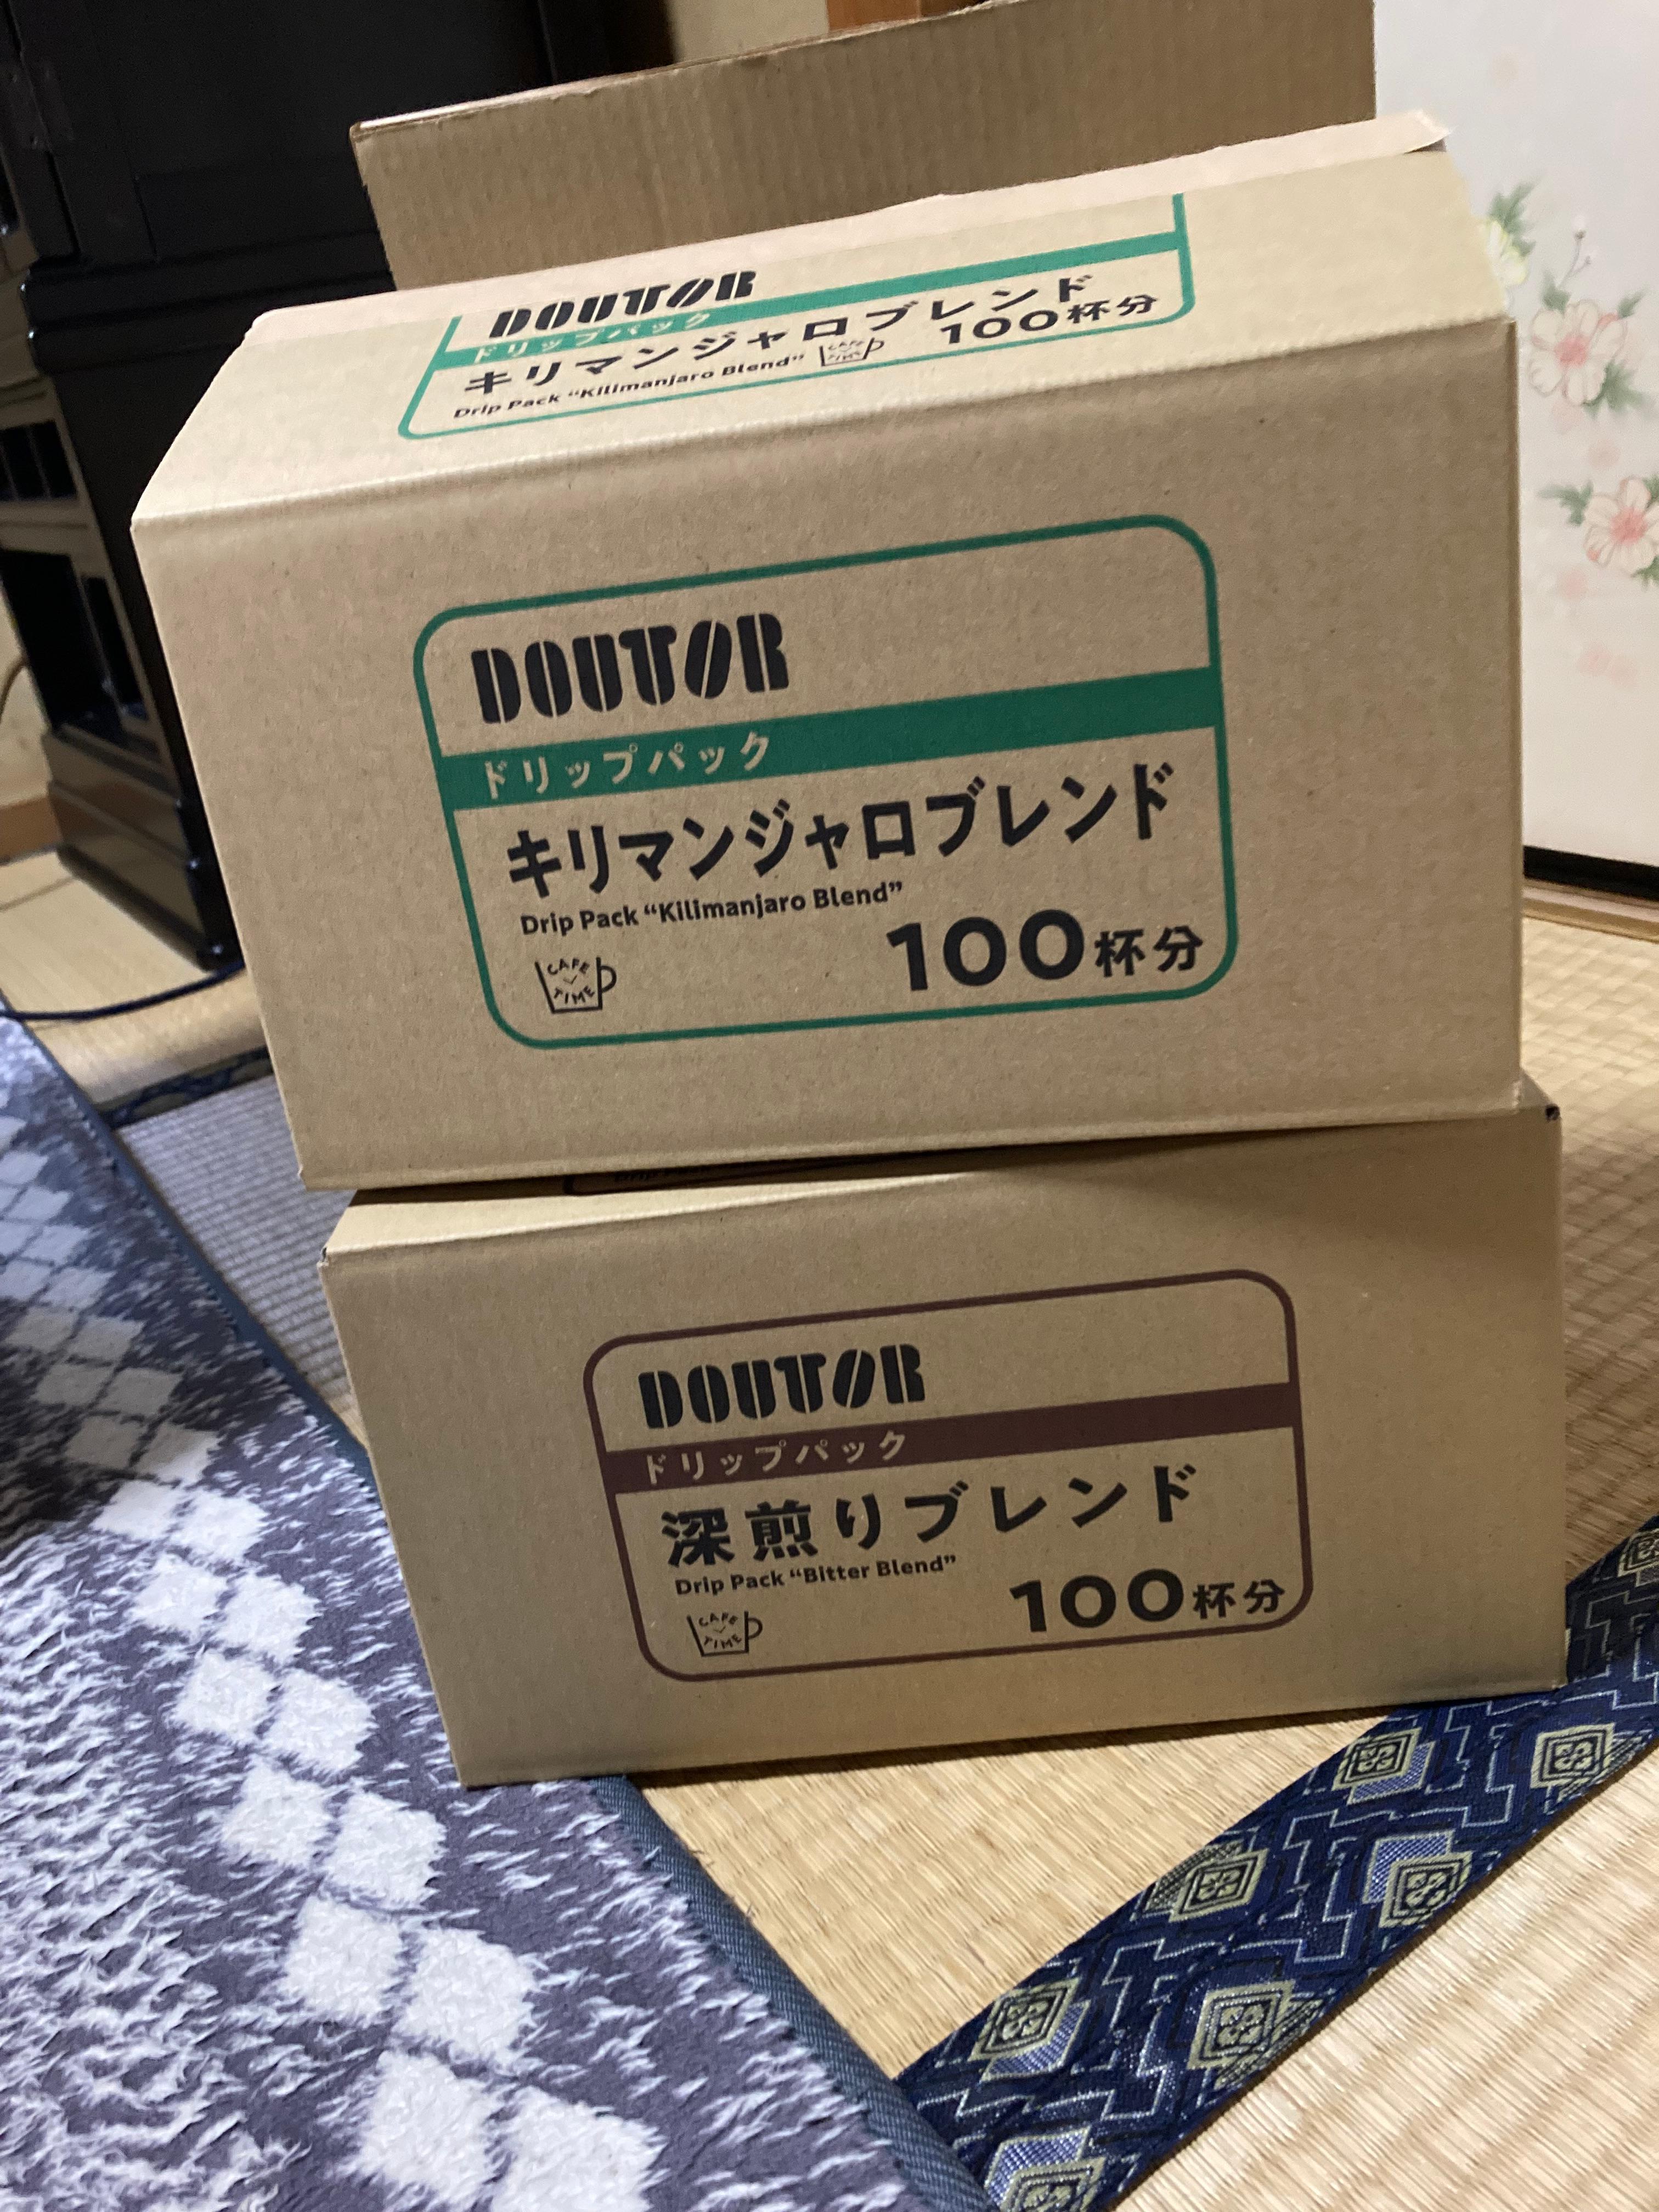 DOUTOR
ドリップパック
キリマンジャロブレンド
Drip Pack “Kilimanjaro Blend”
CAFE
TIME
100杯分
DOUTOR
ドリップパック
キリマンジャロブレンド
Drip Pack “Kilimanjaro Blend”
CAFE
TIME
100杯分
DOUTOR
ドリップパック
深煎りブレンド
Drip Pack “Bitter Blend”
CAFE
TIME
100杯分